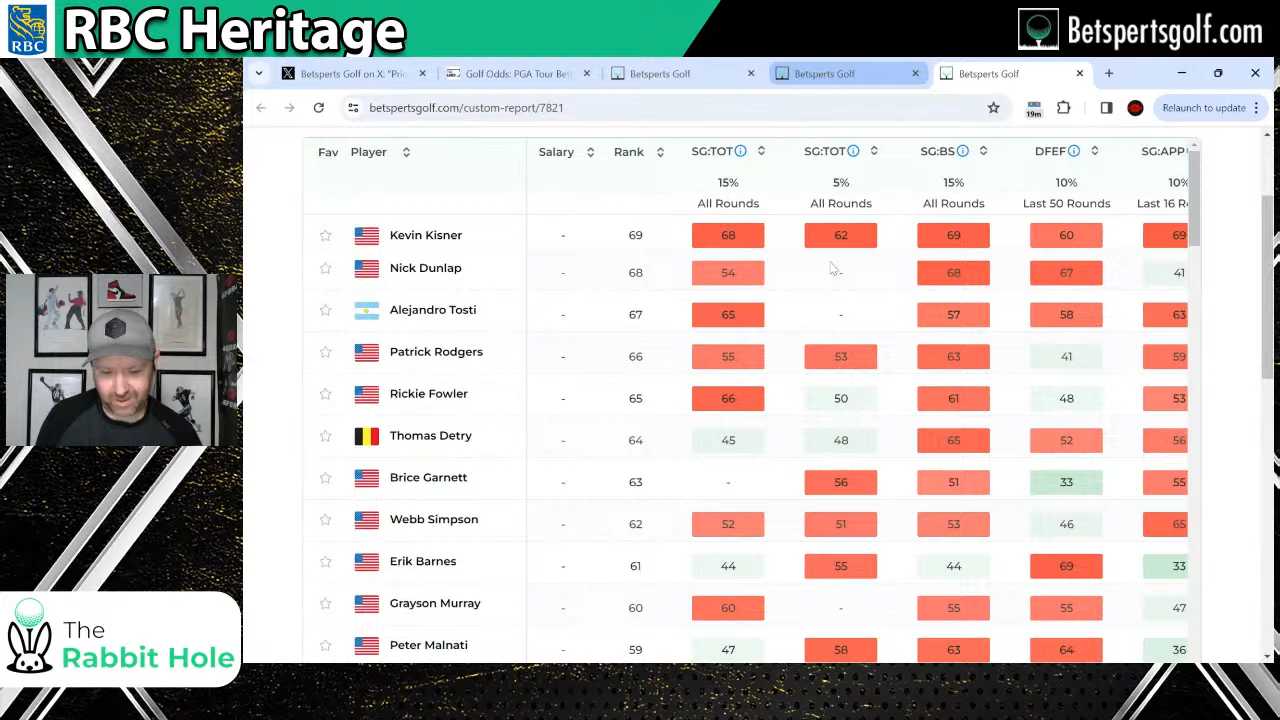 RBC
RBC Heritage
Betspertsgolf.com
Betsperts Golf on X: "Pric
Golf Odds: PGA Tour Bet
Betsperts Golf
Betsperts Golf
Betsperts Golf
betspertsgolf.com/custom-report/7821
19m
Relaunch to update
Fav Player Salary Rank SG:TOT SG:TOT SG:BS DFEF SG:APP
15% 5% 15% 10% 10%
All Rounds All Rounds All Rounds Last 50 Rounds Last 16 Ro
Kevin Kisner - 69 68 62 69 60 69
Nick Dunlap - 68 54 - 68 67 41
Alejandro Tosti - 67 65 - 57 58 63
Patrick Rodgers - 66 55 53 63 41 59
Rickie Fowler - 65 66 50 61 48 53
Thomas Detry - 64 45 48 65 52 56
Brice Garnett - 63 - 56 51 33 55
Webb Simpson - 62 52 51 53 46 65
Erik Barnes - 61 44 55 44 69 33
Grayson Murray - 60 60 - 55 55 47
Peter Malnati - 59 47 58 63 64 36
The
Rabbit Hole